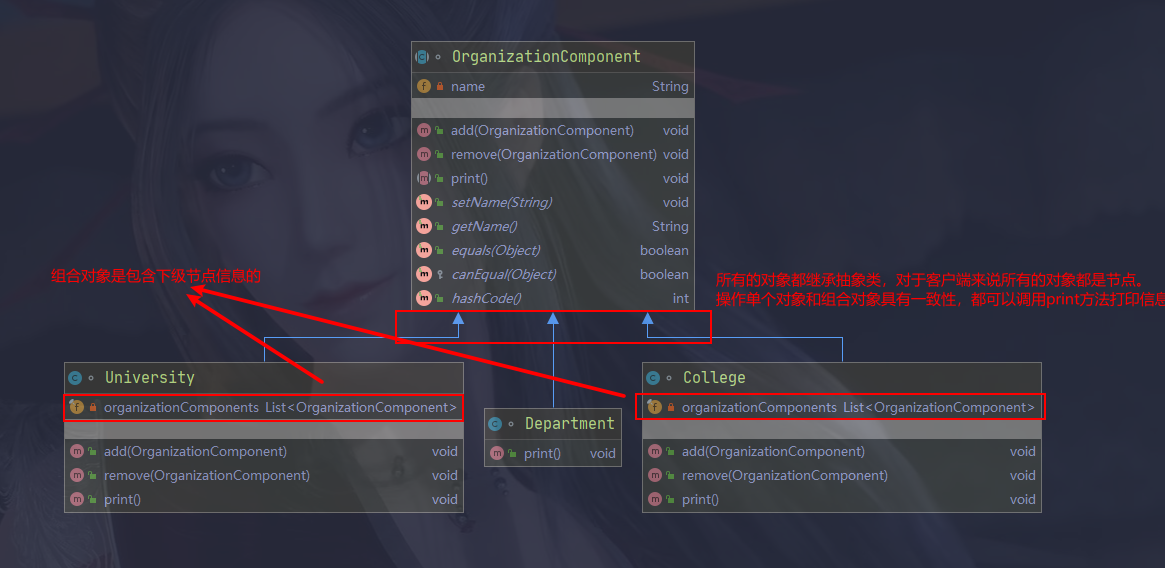 OrganizationComponent
name String
add(OrganizationComponent) void
remove(OrganizationComponent) void
print() void
setName(String) void
getName() String
equals(Object) boolean
canEqual(Object) boolean
hashCode() int
组合对象是包含下级节点信息的
所有的对象都继承抽象类，对于客户端来说所有的对象都是节点。
操作单个对象和组合对象具有一致性，都可以调用print方法打印信息
University
organizationComponents List<OrganizationComponent>
add(OrganizationComponent) void
remove(OrganizationComponent) void
print() void
Department
print() void
College
organizationComponents List<OrganizationComponent>
add(OrganizationComponent) void
remove(OrganizationComponent) void
print() void